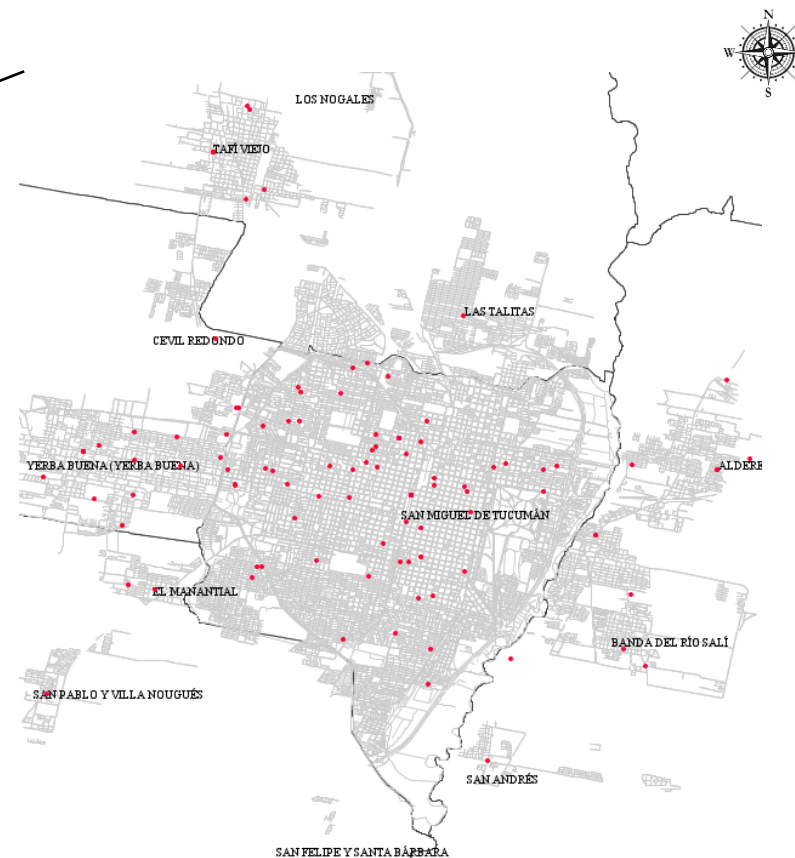 N
W
S
LOS NOGALES
TAFÍ VIEJO
LAS TALITAS
CEVIL REDONDO
YERBA BUENA (YERBA BUENA)
ALDERE
SAN MIGUEL DE TUCUMÁN
EL MANANTIAL
BANDA DEL RÍO SALÍ
SAN PABLO Y VILLA NOUGUÉS
SAN ANDRÉS
SAN FELIPE Y SANTA BÁRBARA